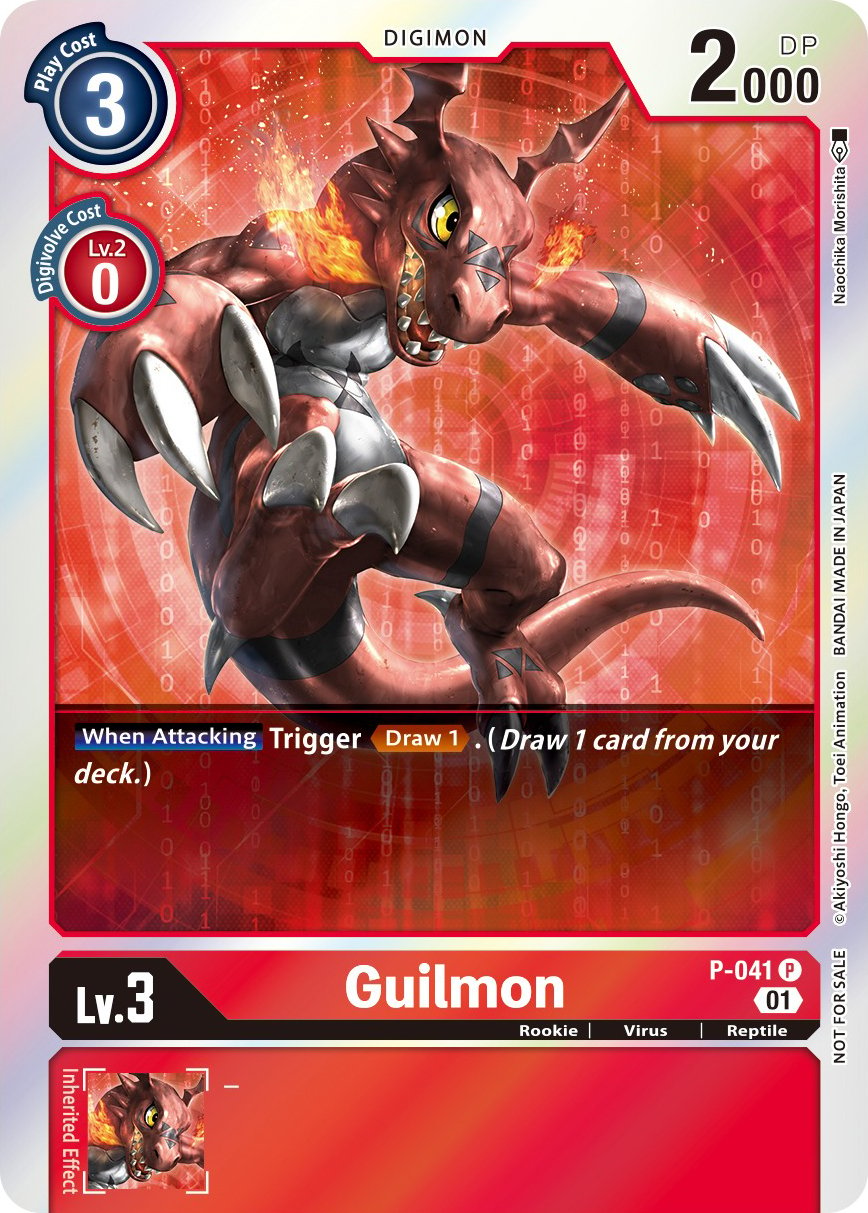 DIGIMON
Play Cost
3
DP
2000
Digivolve Cost
Lv.2
0
Naochika Morishita
BANDAI MADE IN JAPAN
©Akiyoshi Hongo, Toei Animation
NOT FOR SALE
When Attacking Trigger Draw 1 . (Draw 1 card from your
deck.)
Lv.3
Guilmon
P-041 P
01
Rookie | Virus | Reptile
Inherited Effect
–